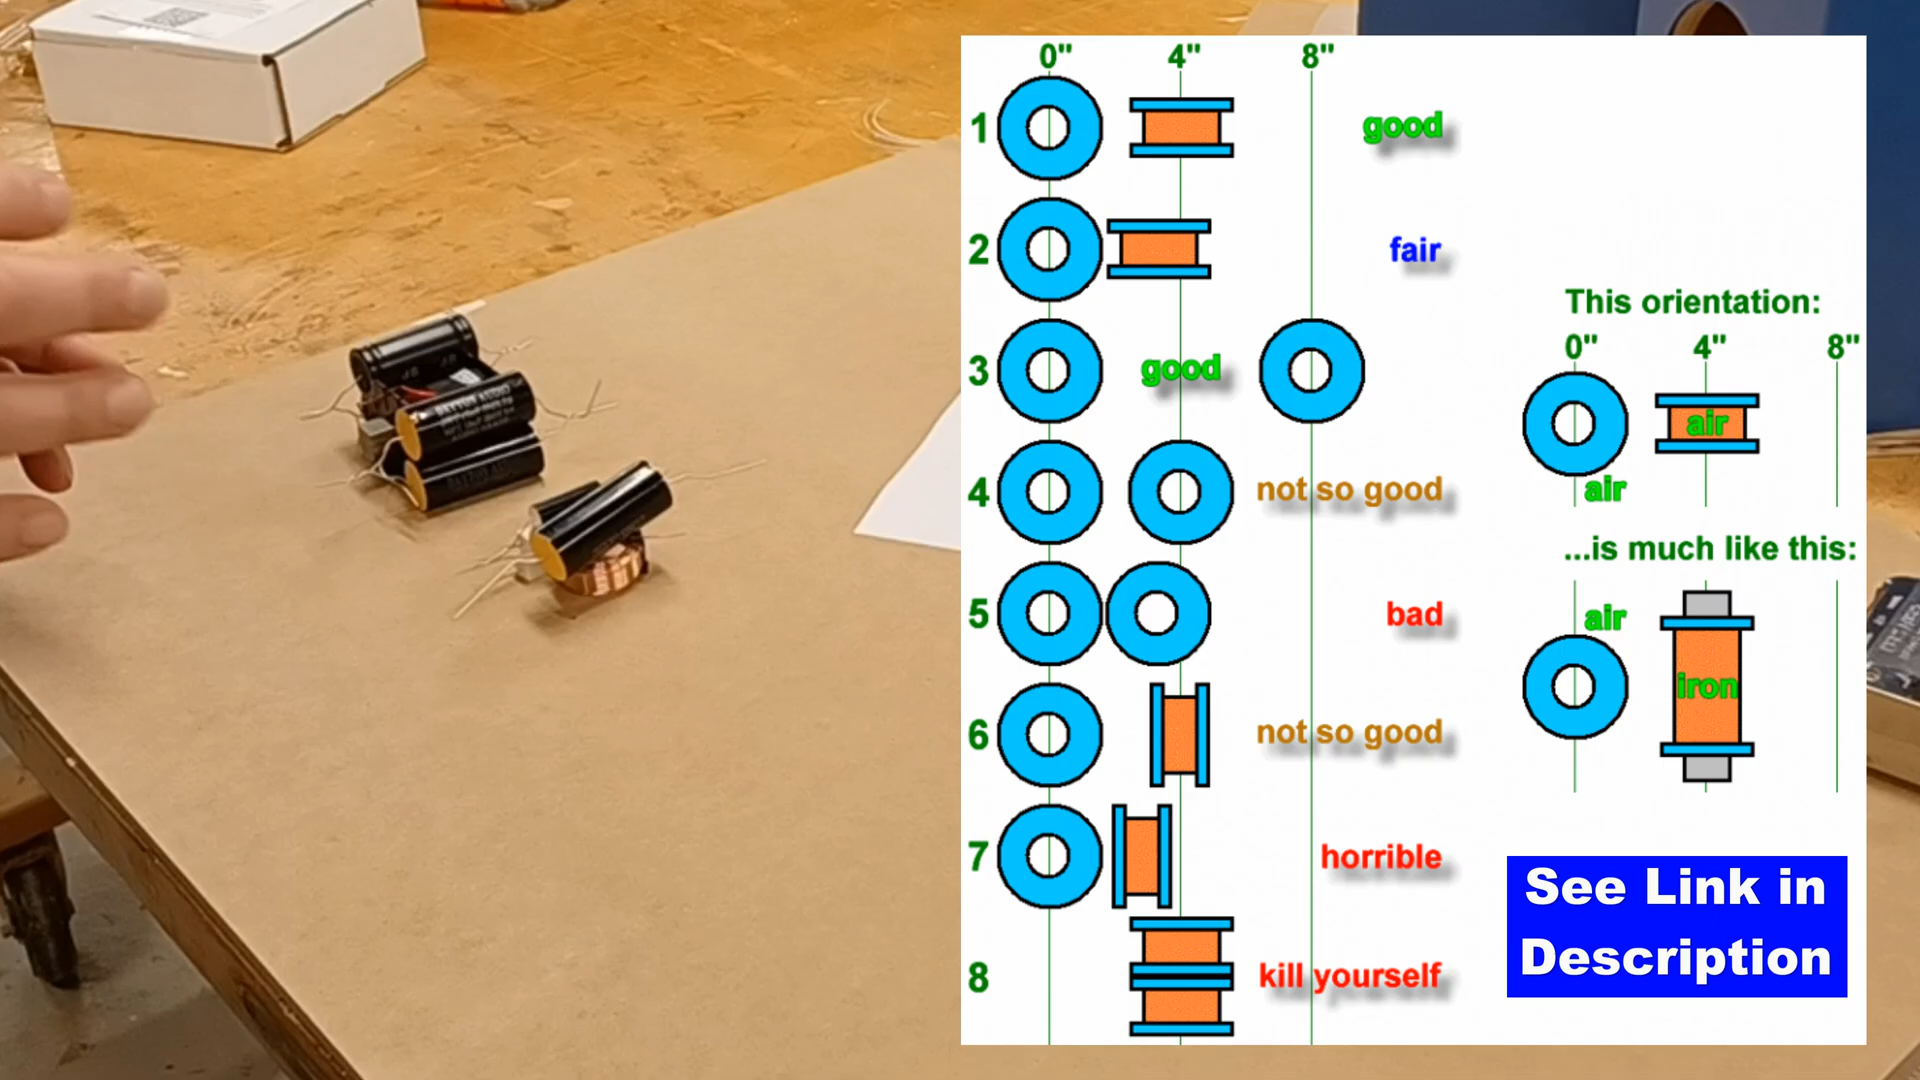 0" 4" 8"
1 good
2 fair
3 good
4 not so good
5 bad
6 not so good
7 horrible
8 kill yourself
This orientation:
0" 4" 8"
air
air
...is much like this:
air
iron
See Link in
Description